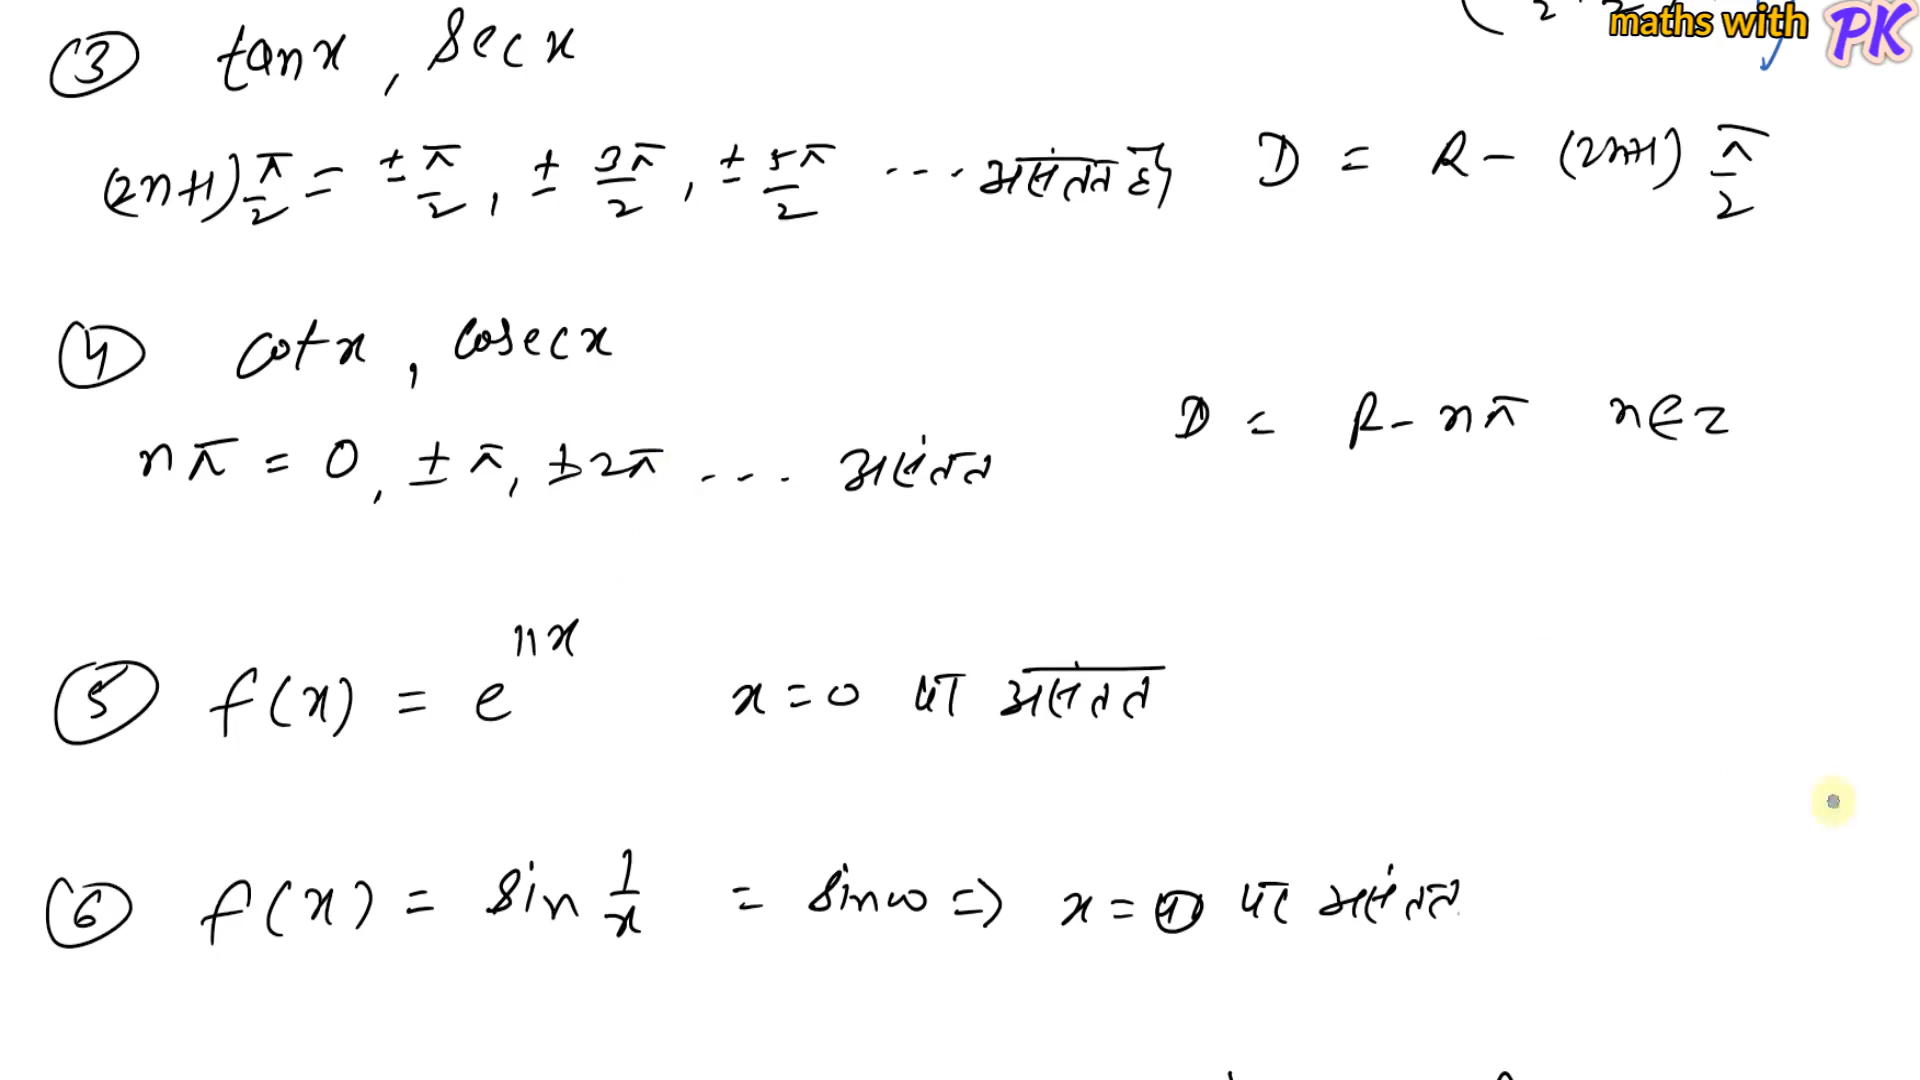 maths with PK
③ tanx, Secx
(2n+1)π/2 = ±π/2, ±3π/2, ±5π/2 ... असंतत है D = R - (2n+1)π/2
④ cotx, Cosecx
nπ = 0, ±π, ±2π ... असंतत D = R - nπ n∈Z
⑤ f(x) = e^{11x} x = 0 पर असंतत
⑥ f(x) = Sin 1/x = Sin∞ ⇒ x = 0 पर असंतत